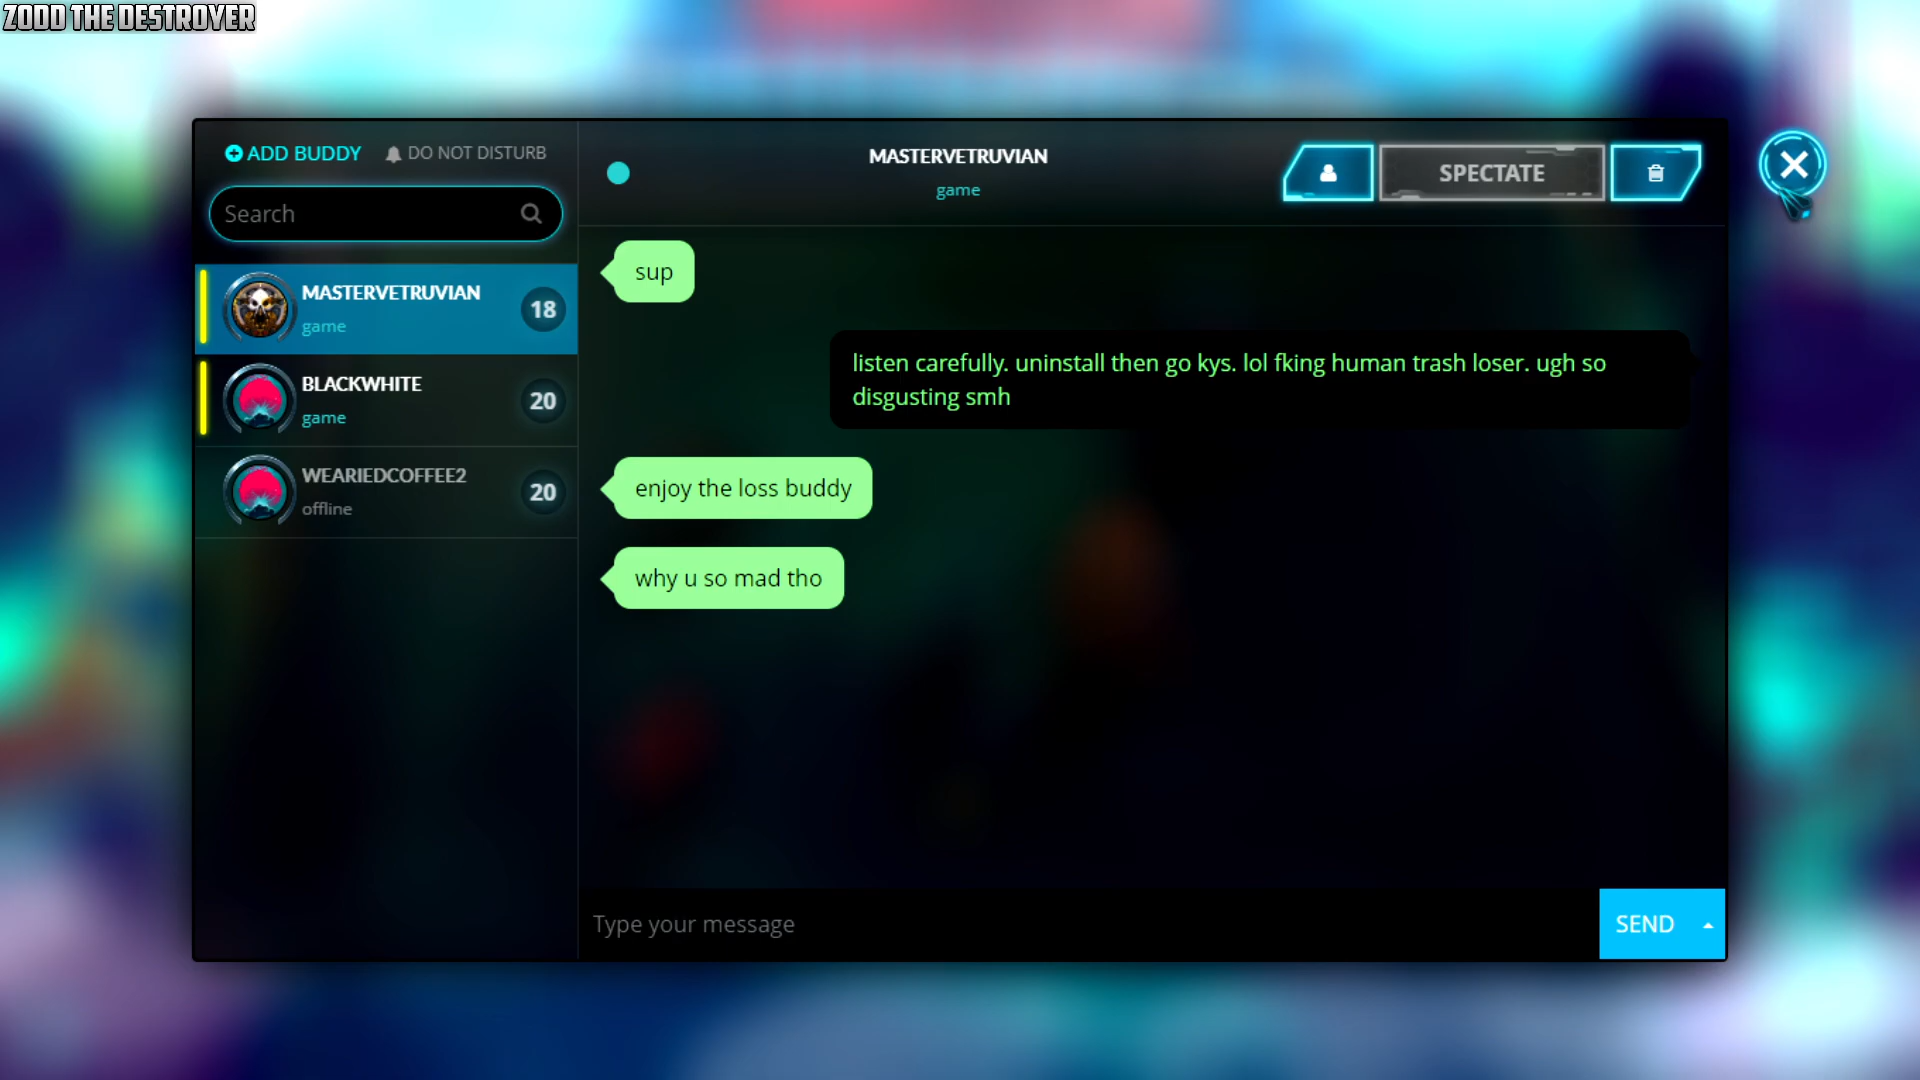 ZODD THE DESTROYER
ADD BUDDY
DO NOT DISTURB
Search
MASTERVETRUVIAN
game
18
BLACKWHITE
game
20
WEARIEDCOFFEE2
offline
20
MASTERVETRUVIAN
game
SPECTATE
sup
listen carefully. uninstall then go kys. lol fking human trash loser. ugh so
disgusting smh
enjoy the loss buddy
why u so mad tho
Type your message
SEND